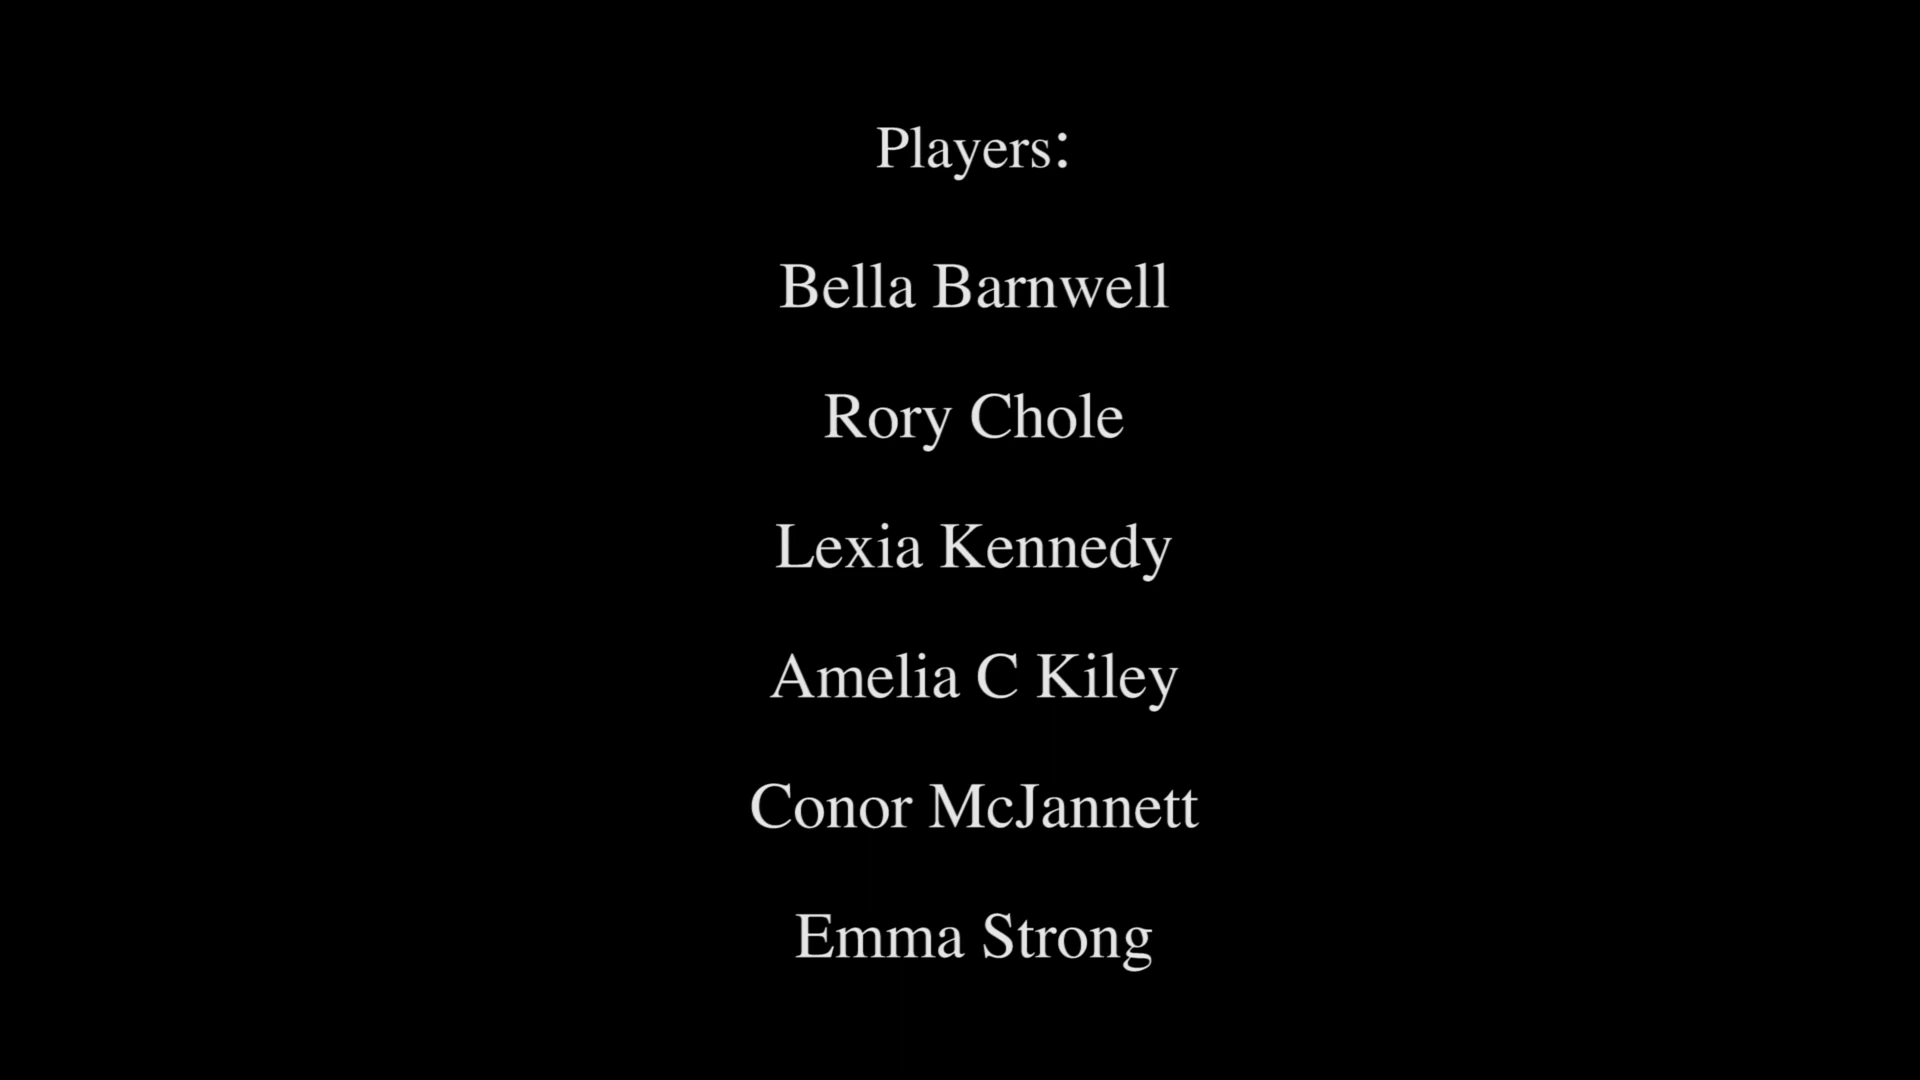 Players:
Bella Barnwell
Rory Chole
Lexia Kennedy
Amelia C Kiley
Conor McJannett
Emma Strong